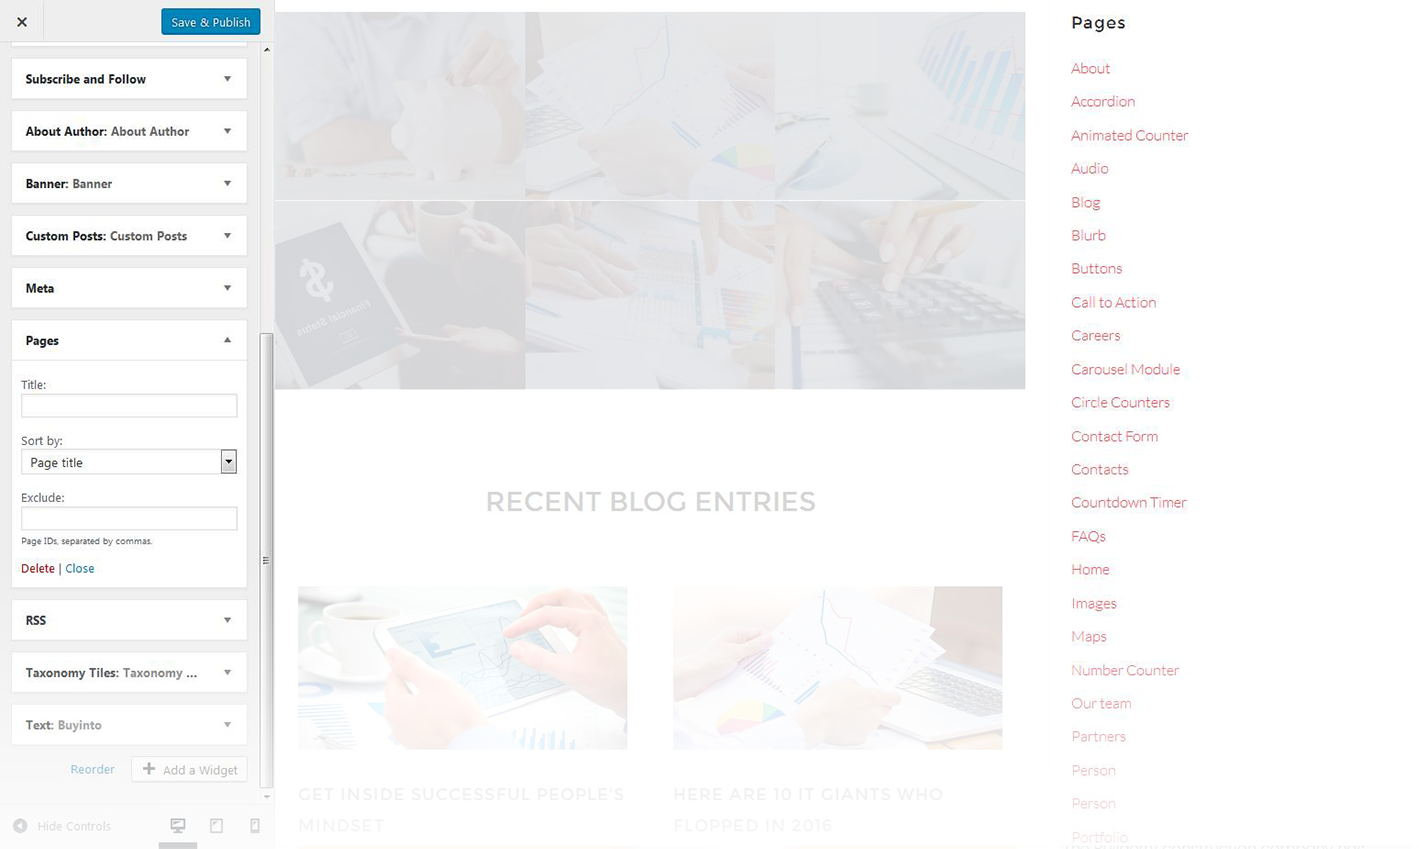 Save & Publish
Subscribe and Follow
About Author: About Author
Banner: Banner
Custom Posts: Custom Posts
Meta
Pages
Title:
Sort by:
Page title
Exclude:
Page IDs, separated by commas.
Delete | Close
RSS
Taxonomy Tiles: Taxonomy ...
Text: Buyinto
Reorder
Add a Widget
Hide Controls
$
Financial Status
RECENT BLOG ENTRIES
GET INSIDE SUCCESSFUL PEOPLE'S
MINDSET
HERE ARE 10 IT GIANTS WHO
FLOPPED IN 2016
Pages
About
Accordion
Animated Counter
Audio
Blog
Blurb
Buttons
Call to Action
Careers
Carousel Module
Circle Counters
Contact Form
Contacts
Countdown Timer
FAQs
Home
Images
Maps
Number Counter
Our team
Partners
Person
Person
Portfolio